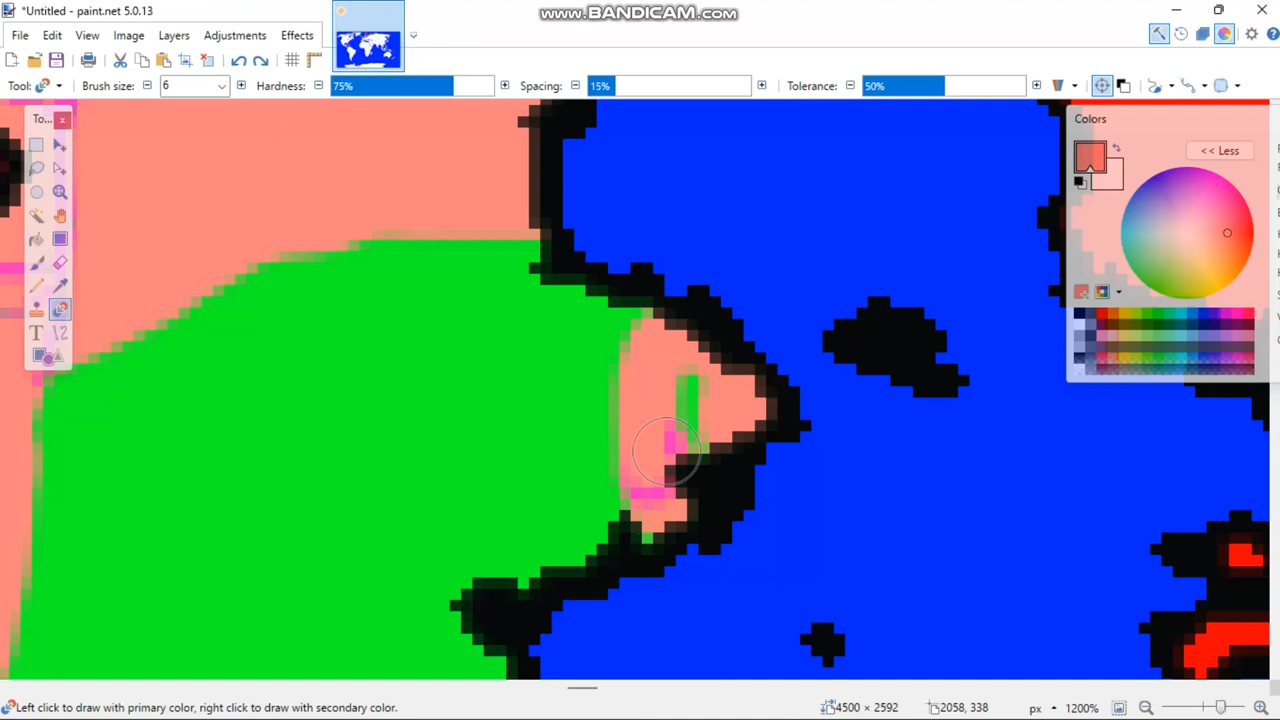 *Untitled - paint.net 5.0.13
www.BANDICAM.com
File Edit View Image Layers Adjustments Effects
Tool: Brush size: 6 Hardness: 75% Spacing: 15% Tolerance: 50%
To... x
Colors
<< Less
T
Left click to draw with primary color, right click to draw with secondary color.
4500 × 2592
2058, 338
px
1200%